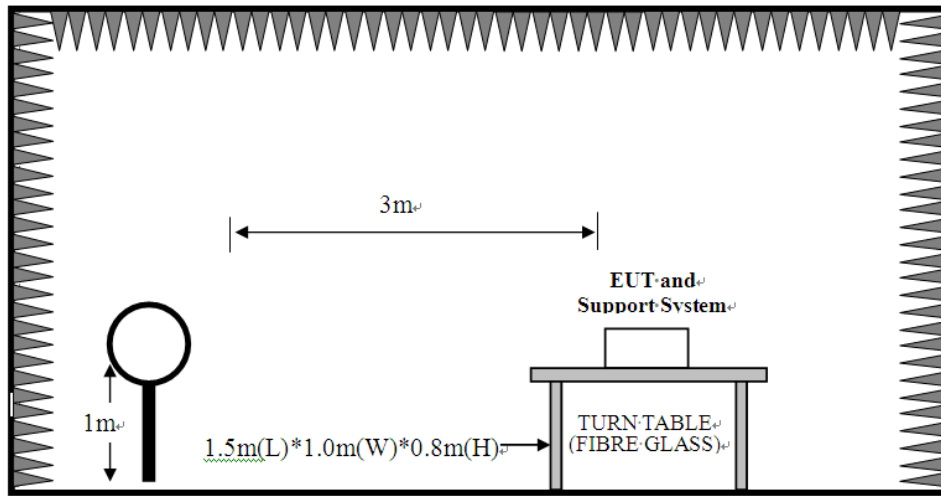 3m
EUT and
Support System
1m
1.5m(L)*1.0m(W)*0.8m(H)
TURN TABLE
(FIBRE GLASS)